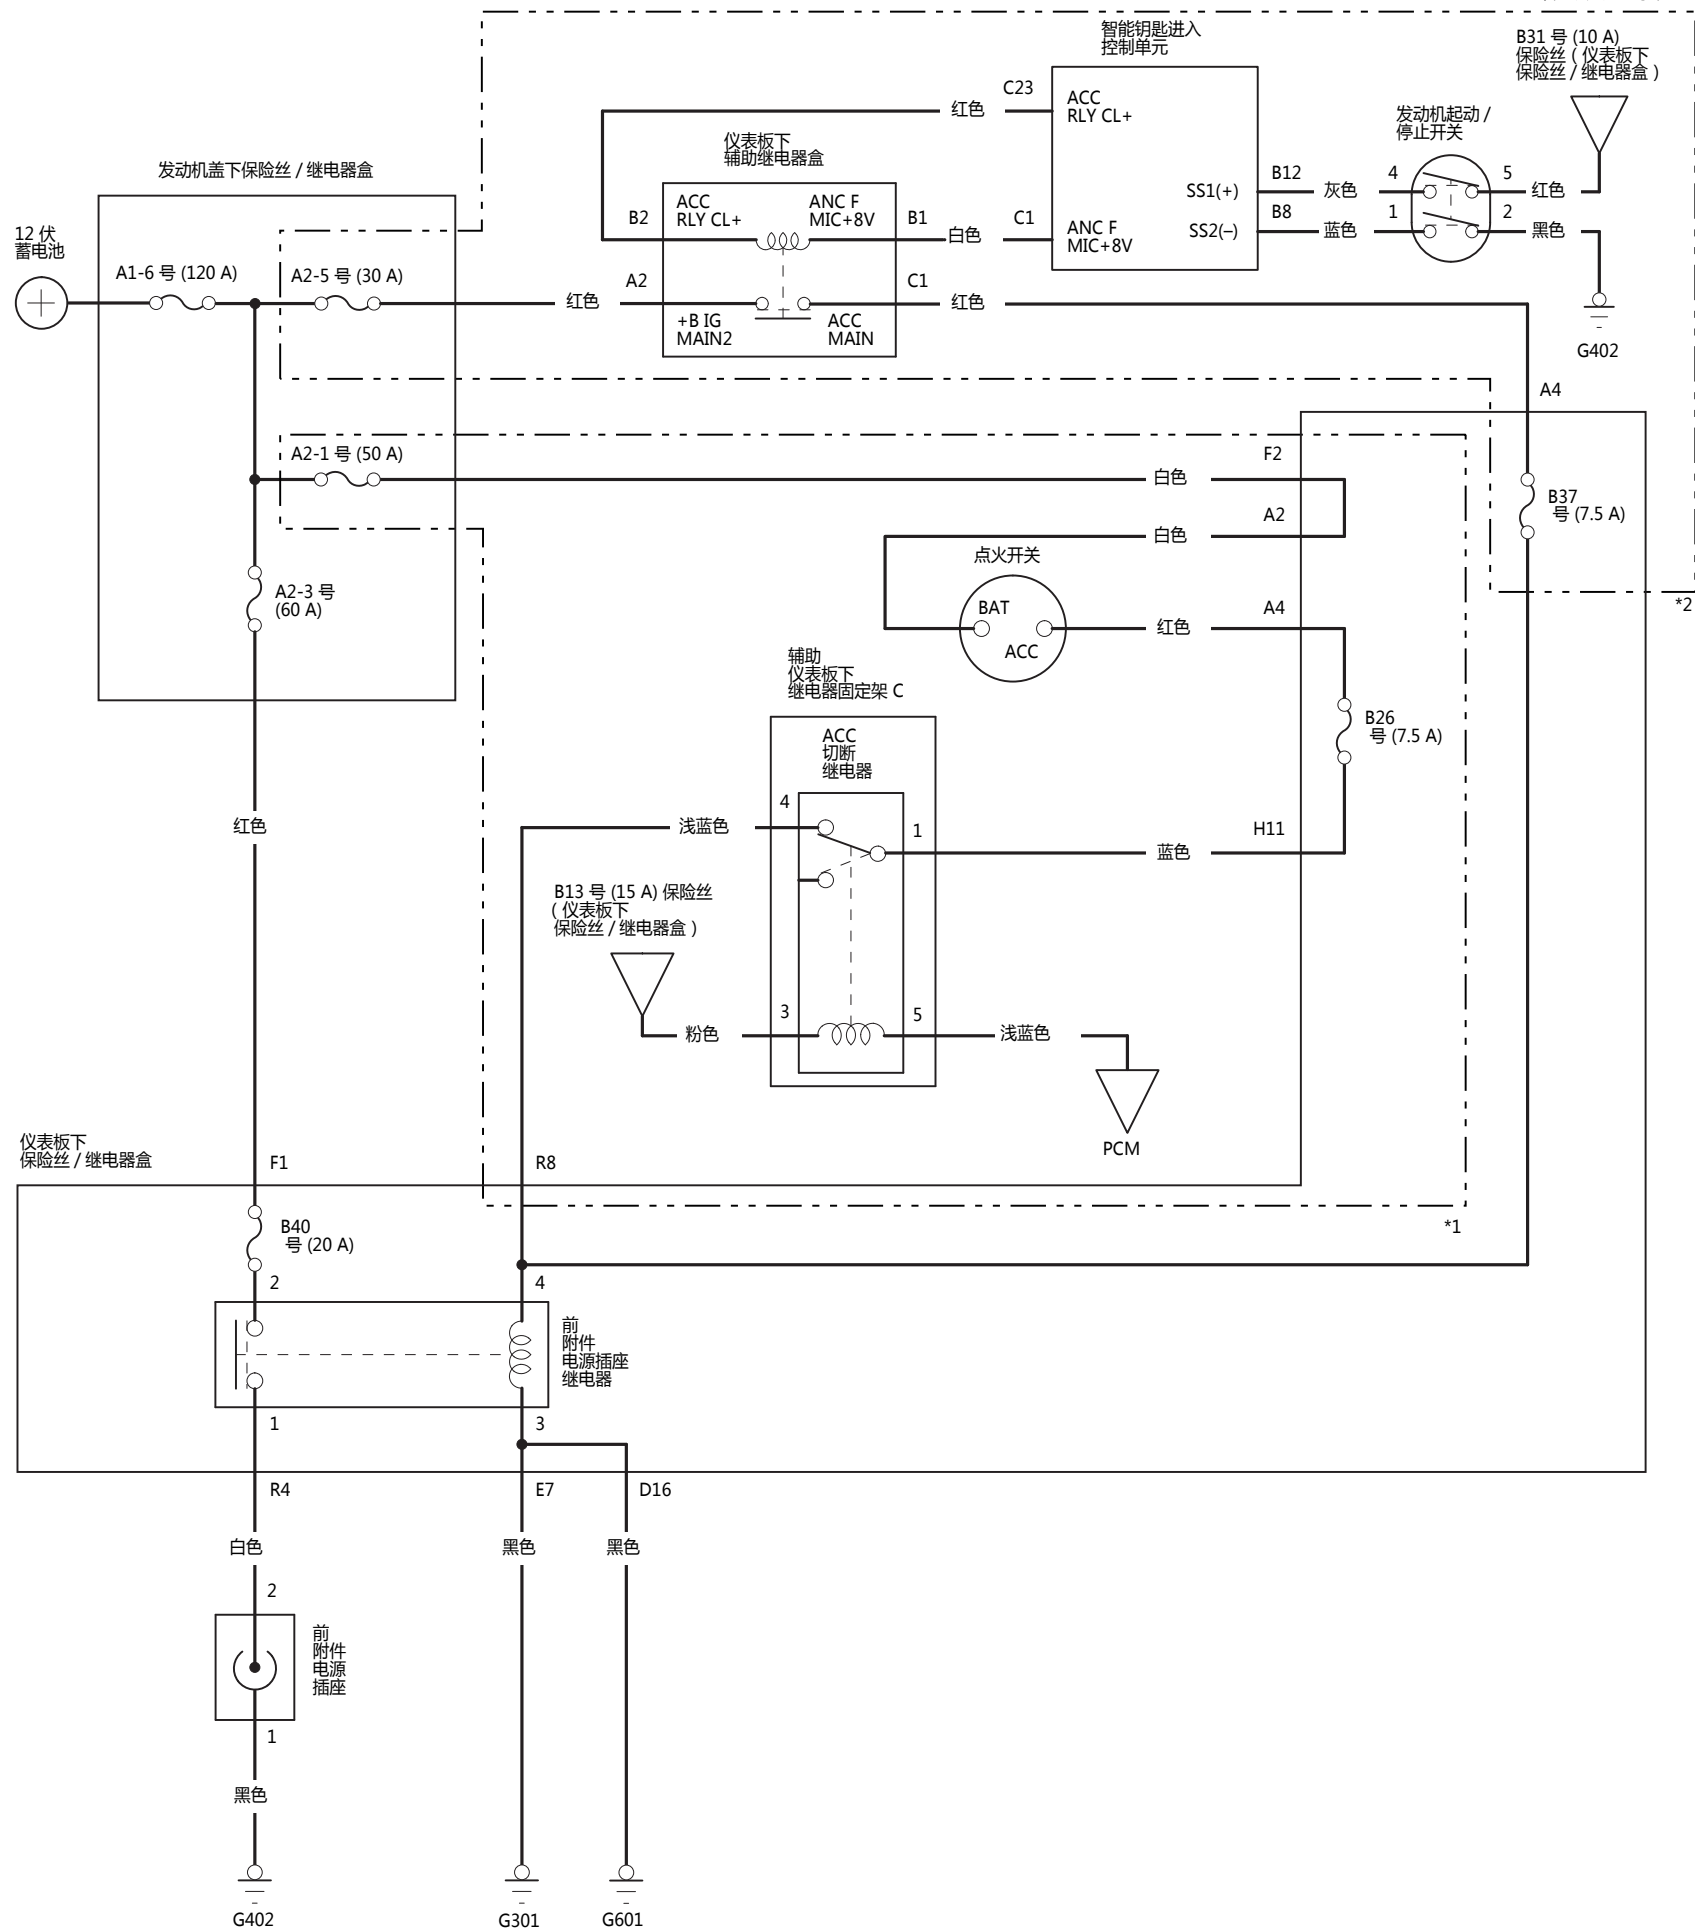 智能钥匙进入
控制单元
B31 号 (10 A)
保险丝 ( 仪表板下
保险丝 / 继电器盒 )
C23
红色
ACC
RLY CL+
发动机起动 /
停止开关
仪表板下
辅助继电器盒
发动机盖下保险丝 / 继电器盒
B12
灰色
4
5
红色
SS1(+)
ACC
RLY CL+
ANC F
MIC+8V
B2
B1
白色
C1
ANC F
MIC+8V
SS2(–)
B8
蓝色
1
2
黑色
12 伏
蓄电池
A1-6 号 (120 A)
A2-5 号 (30 A)
红色
A2
C1
红色
+B IG
MAIN2
ACC
MAIN
G402
A4
A2-1 号 (50 A)
F2
白色
B37
号 (7.5 A)
A2
白色
点火开关
A2-3 号
(60 A)
BAT
ACC
红色
A4
*2
辅助
仪表板下
继电器固定架 C
B26
号 (7.5 A)
ACC
切断
继电器
红色
浅蓝色
4
1
蓝色
H11
B13 号 (15 A) 保险丝
( 仪表板下
保险丝 / 继电器盒 )
粉色
3
5
浅蓝色
PCM
仪表板下
保险丝 / 继电器盒
F1
R8
*1
B40
号 (20 A)
2
4
前
附件
电源插座
继电器
1
3
R4
E7
D16
白色
黑色
黑色
2
前
附件
电源
插座
1
黑色
G402
G301
G601